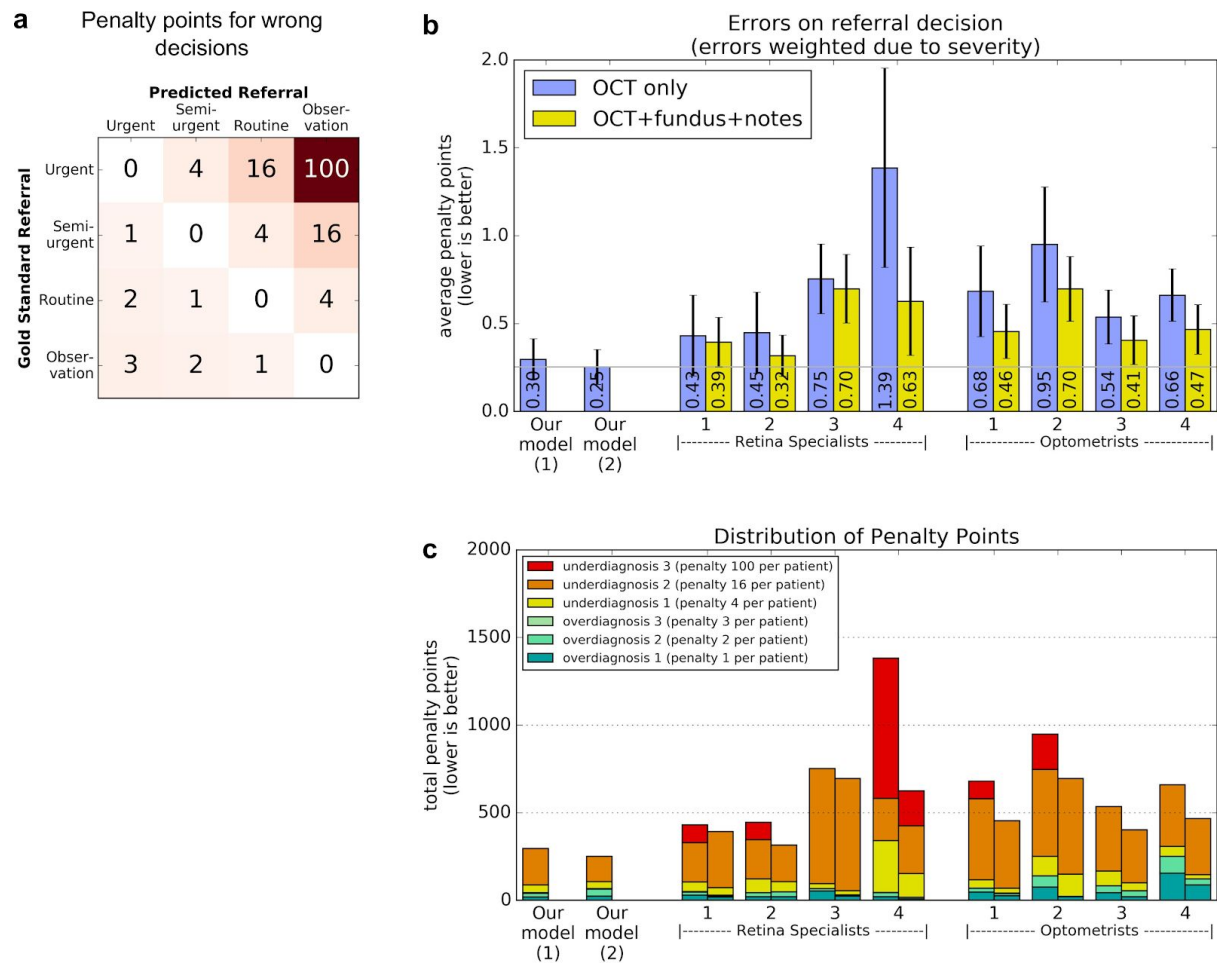 a
Penalty points for wrong
decisions
Predicted Referral
Urgent
Semi-
urgent
Routine
Obser-
vation
Gold Standard Referral
Urgent
0 4 16 100
Semi-
urgent
1 0 4 16
Routine
2 1 0 4
Obser-
vation
3 2 1 0
b
Errors on referral decision
(errors weighted due to severity)
average penalty points
(lower is better)
2.0
1.5
1.0
0.5
0.0
OCT only
OCT+fundus+notes
0.30 0.25 0.43 0.39 0.45 0.32 0.75 0.70 1.39 0.63 0.68 0.46 0.95 0.70 0.54 0.41 0.66 0.47
Our
model
(1)
Our
model
(2)
1 2 3 4
|--------- Retina Specialists ---------|
1 2 3 4
|---------- Optometrists ----------|
c
Distribution of Penalty Points
total penalty points
(lower is better)
2000
1500
1000
500
0
underdiagnosis 3 (penalty 100 per patient)
underdiagnosis 2 (penalty 16 per patient)
underdiagnosis 1 (penalty 4 per patient)
overdiagnosis 3 (penalty 3 per patient)
overdiagnosis 2 (penalty 2 per patient)
overdiagnosis 1 (penalty 1 per patient)
Our
model
(1)
Our
model
(2)
1 2 3 4
|--------- Retina Specialists ---------|
1 2 3 4
|---------- Optometrists ----------|